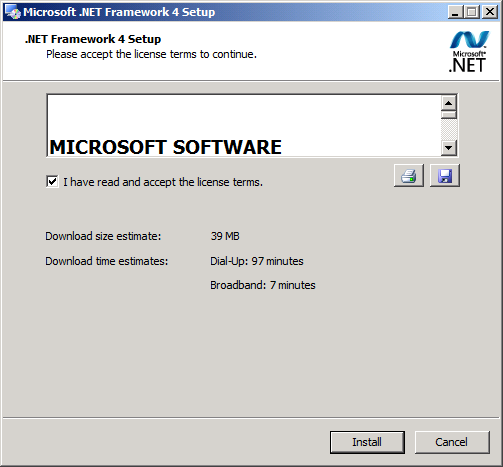 Microsoft .NET Framework 4 Setup
.NET Framework 4 Setup
Please accept the license terms to continue.
Microsoft®
.NET
MICROSOFT SOFTWARE
I have read and accept the license terms.
Download size estimate: 39 MB
Download time estimates: Dial-Up: 97 minutes
Broadband: 7 minutes
Install Cancel